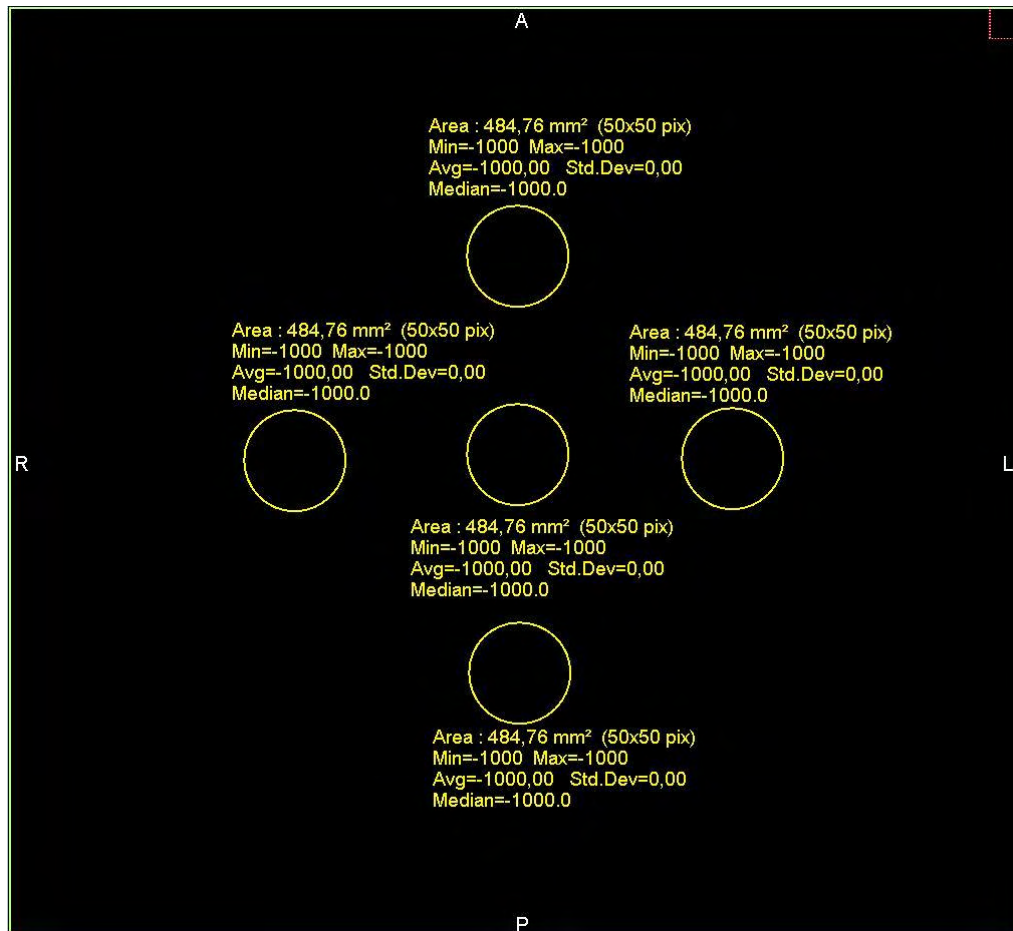 A
Area : 484,76 mm² (50x50 pix)
Min=-1000 Max=-1000
Avg=-1000,00 Std.Dev=0,00
Median=-1000.0
Area : 484,76 mm² (50x50 pix)
Min=-1000 Max=-1000
Avg=-1000,00 Std.Dev=0,00
Median=-1000.0
Area : 484,76 mm² (50x50 pix)
Min=-1000 Max=-1000
Avg=-1000,00 Std.Dev=0,00
Median=-1000.0
R
L
Area : 484,76 mm² (50x50 pix)
Min=-1000 Max=-1000
Avg=-1000,00 Std.Dev=0,00
Median=-1000.0
Area : 484,76 mm² (50x50 pix)
Min=-1000 Max=-1000
Avg=-1000,00 Std.Dev=0,00
Median=-1000.0
P